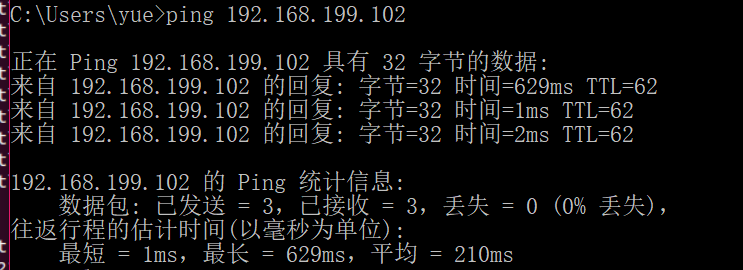 C:\Users\yue>ping 192.168.199.102
正在 Ping 192.168.199.102 具有 32 字节的数据:
来自 192.168.199.102 的回复: 字节=32 时间=629ms TTL=62
来自 192.168.199.102 的回复: 字节=32 时间=1ms TTL=62
来自 192.168.199.102 的回复: 字节=32 时间=2ms TTL=62
192.168.199.102 的 Ping 统计信息:
数据包: 已发送 = 3，已接收 = 3，丢失 = 0 (0% 丢失)，
往返行程的估计时间(以毫秒为单位):
最短 = 1ms，最长 = 629ms，平均 = 210ms